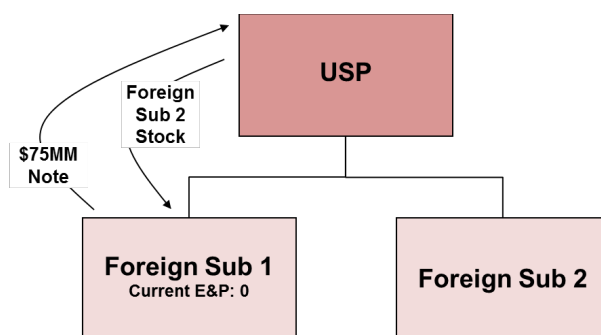 USP
Foreign
Sub 2
Stock
$75MM
Note
Foreign Sub 1
Current E&P: 0
Foreign Sub 2